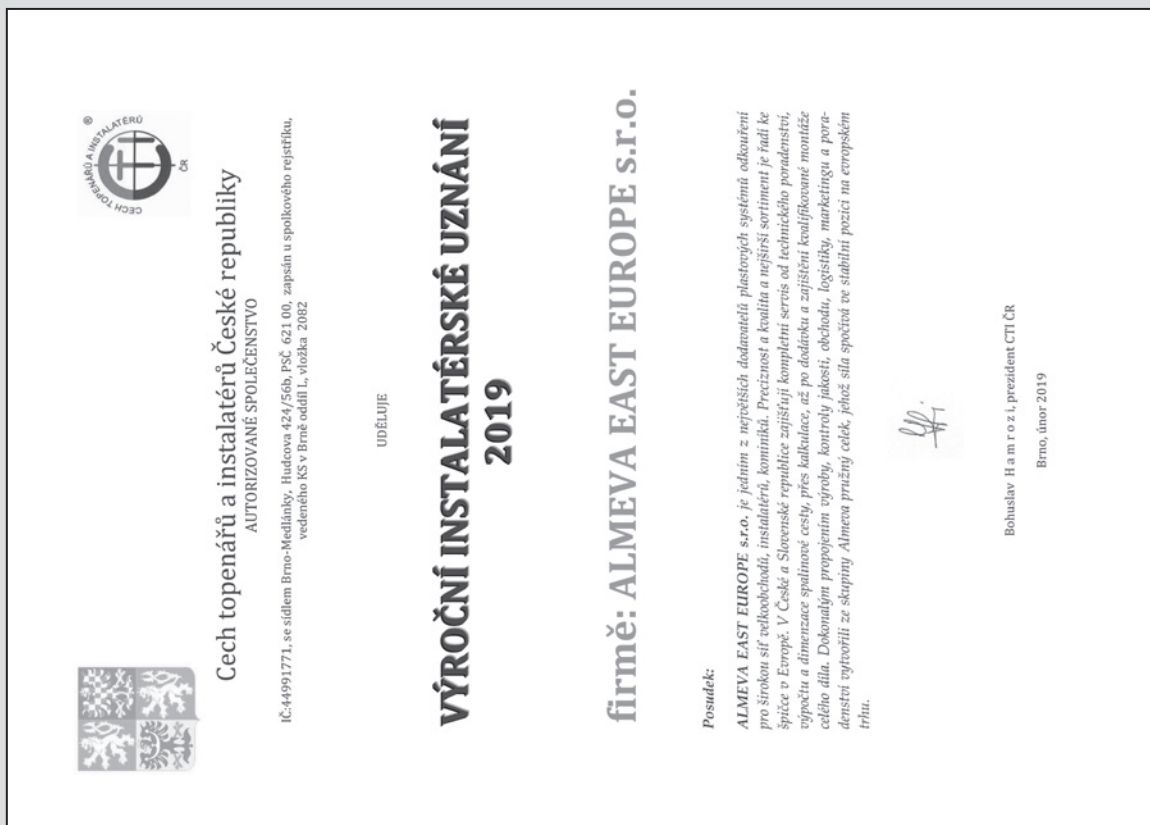 CECH TOPENÁŘŮ A INSTALATÉRŮ
®
CTI
ČR
Cech topenářů a instalatérů České republiky
AUTORIZOVANÉ SPOLEČENSTVO
IČ:44991771, se sídlem Brno-Medlánky, Hudcova 424/56b, PSČ 621 00, zapsán u spolkového rejstříku,
vedeného KS v Brně oddíl L, vložka 2082
UDĚLUJE
VÝROČNÍ INSTALATÉRSKÉ UZNÁNÍ
2019
firmě: ALMEVA EAST EUROPE s.r.o.
Posudek:
ALMEVA EAST EUROPE s.r.o. je jedním z největších dodavatelů plastových systémů odkouření
pro širokou síť velkoobchodů, instalatérů, kominíků. Preciznost a kvalita a nejširší sortiment je řadí ke
špičce v Evropě. V České a Slovenské republice zajišťují kompletní servis od technického poradenství,
výpočtu a dimenzace spalinové cesty, přes kalkulace, až po dodávku a zajištění kvalifikované montáže
celého díla. Dokonalým propojením výroby, kontroly jakosti, obchodu, logistiky, marketingu a pora-
denství vytvořili ze skupiny Almeva pružný celek, jehož síla spočívá ve stabilní pozici na evropském
trhu.
Bohuslav H a m r o z i, prezident CTI ČR
Brno, únor 2019